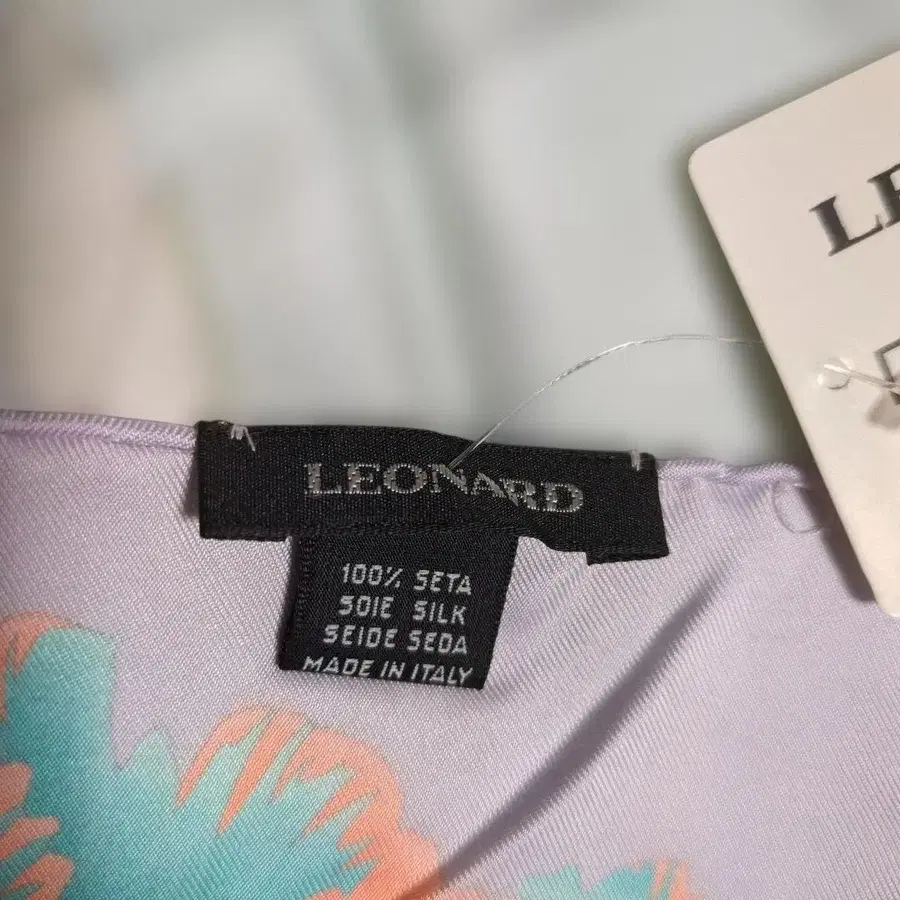 LEONARD
100% SETA
SOIE SILK
SEIDE SEDA
MADE IN ITALY